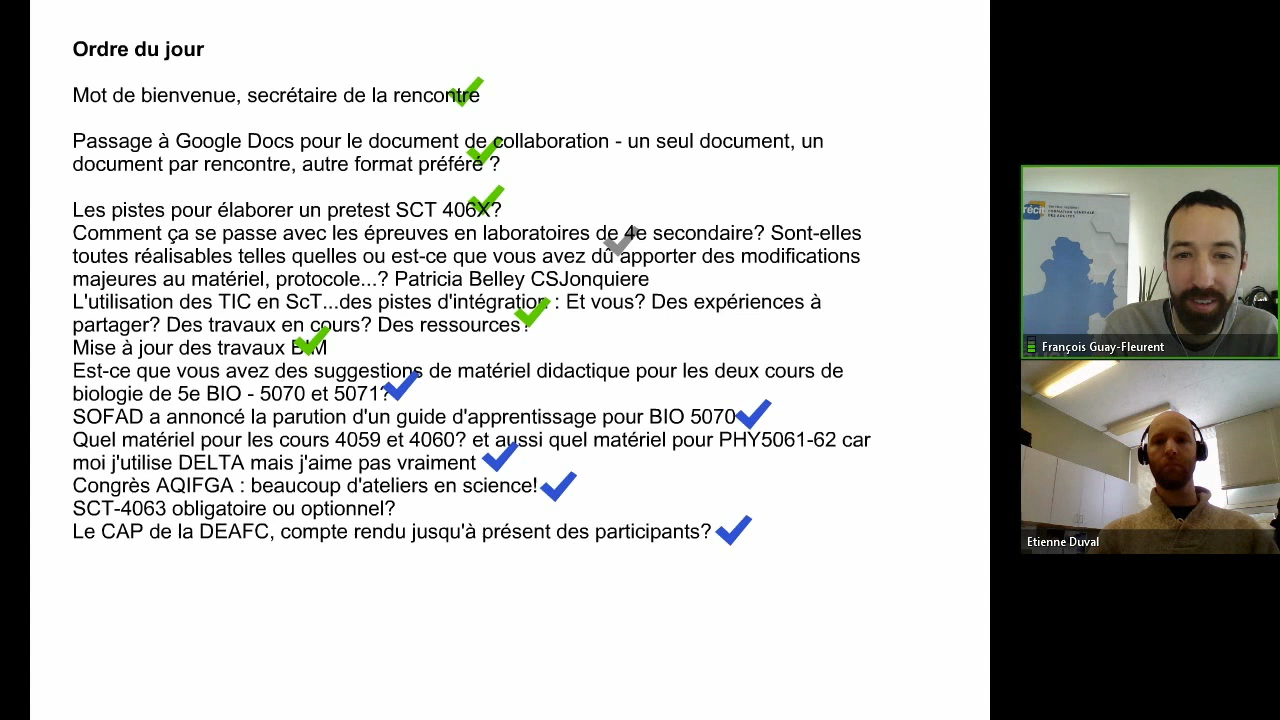 Ordre du jour
Mot de bienvenue, secrétaire de la rencontre
Passage à Google Docs pour le document de collaboration - un seul document, un
document par rencontre, autre format préféré ?
Les pistes pour élaborer un pretest SCT 406X?
Comment ça se passe avec les épreuves en laboratoires de 4e secondaire? Sont-elles
toutes réalisables telles quelles ou est-ce que vous avez dû apporter des modifications
majeures au matériel, protocole...? Patricia Belley CSJonquiere
L'utilisation des TIC en ScT...des pistes d'intégration : Et vous? Des expériences à
partager? Des travaux en cours? Des ressources?
Mise à jour des travaux BIM
Est-ce que vous avez des suggestions de matériel didactique pour les deux cours de
biologie de 5e BIO - 5070 et 5071?
SOFAD a annoncé la parution d'un guide d'apprentissage pour BIO 5070
Quel matériel pour les cours 4059 et 4060? et aussi quel matériel pour PHY5061-62 car
moi j'utilise DELTA mais j'aime pas vraiment
Congrès AQIFGA : beaucoup d'ateliers en science!
SCT-4063 obligatoire ou optionnel?
Le CAP de la DEAFC, compte rendu jusqu'à présent des participants?
récit
FORMATION GÉNÉRALE
DES ADULTES
François Guay-Fleurent
Etienne Duval